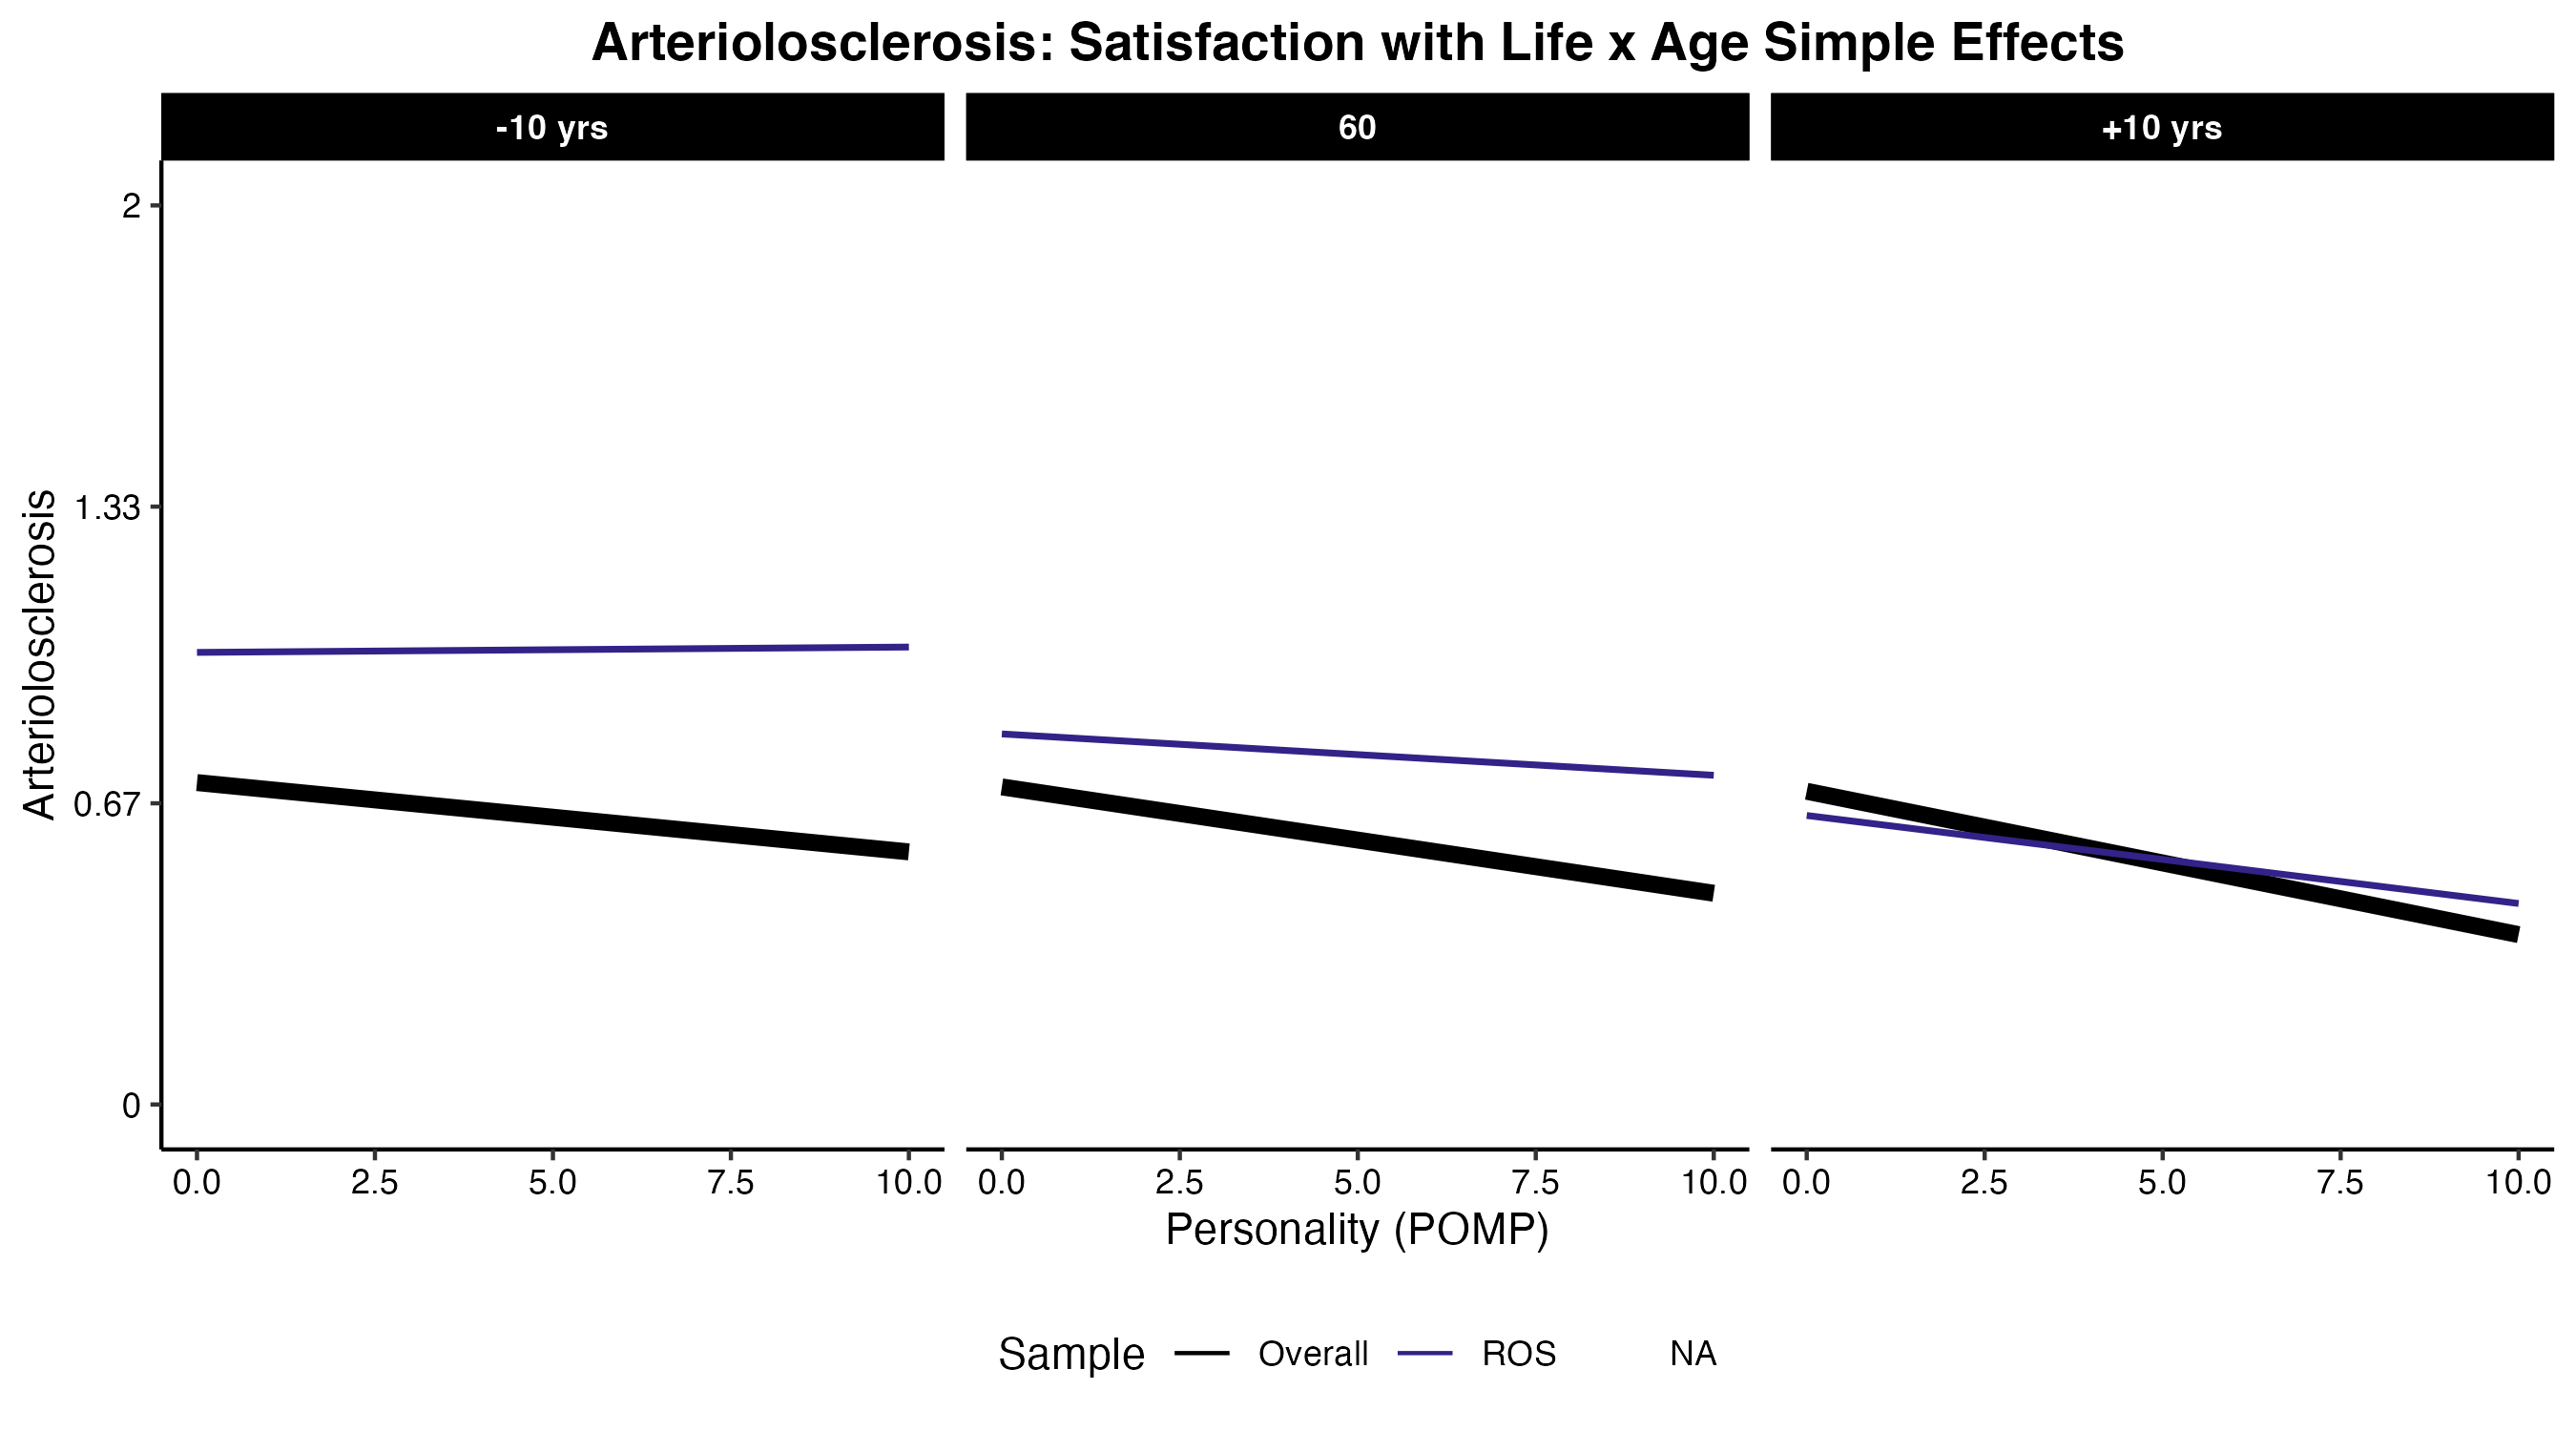 Arteriolosclerosis: Satisfaction with Life x Age Simple Effects
-10 yrs
60
+10 yrs
Arteriolosclerosis
2
1.33
0.67
0
0.0 2.5 5.0 7.5 10.0
0.0 2.5 5.0 7.5 10.0
0.0 2.5 5.0 7.5 10.0
Personality (POMP)
Sample Overall ROS NA